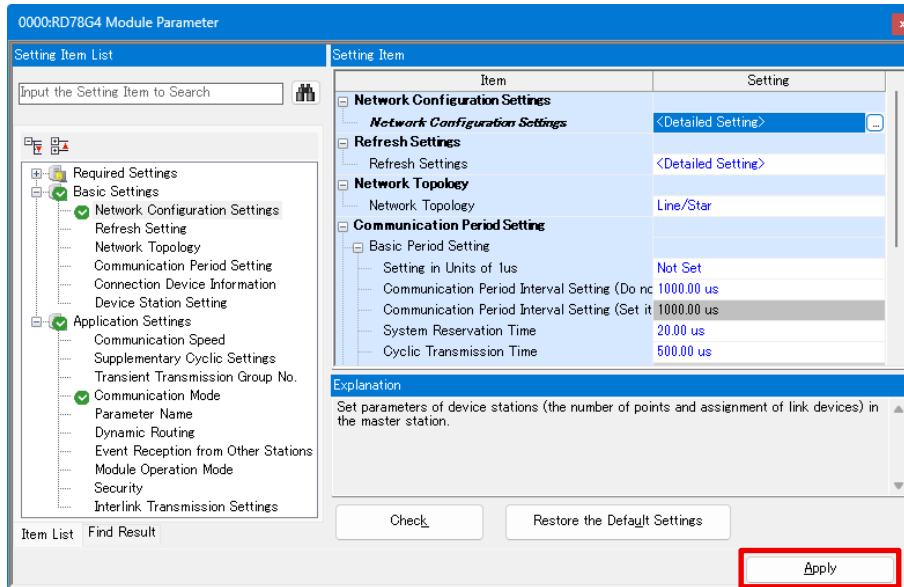 0000:RD78G4 Module Parameter
Setting Item List
Input the Setting Item to Search
Required Settings
Basic Settings
Network Configuration Settings
Refresh Setting
Network Topology
Communication Period Setting
Connection Device Information
Device Station Setting
Application Settings
Communication Speed
Supplementary Cyclic Settings
Transient Transmission Group No.
Communication Mode
Parameter Name
Dynamic Routing
Event Reception from Other Stations
Module Operation Mode
Security
Interlink Transmission Settings
Item List Find Result
Setting Item
Item Setting
Network Configuration Settings
Network Configuration Settings <Detailed Setting> ...
Refresh Settings
Refresh Settings <Detailed Setting>
Network Topology
Network Topology Line/Star
Communication Period Setting
Basic Period Setting
Setting in Units of 1us Not Set
Communication Period Interval Setting (Do no 1000.00 us
Communication Period Interval Setting (Set it 1000.00 us
System Reservation Time 20.00 us
Cyclic Transmission Time 500.00 us
Explanation
Set parameters of device stations (the number of points and assignment of link devices) in
the master station.
Check Restore the Default Settings
Apply